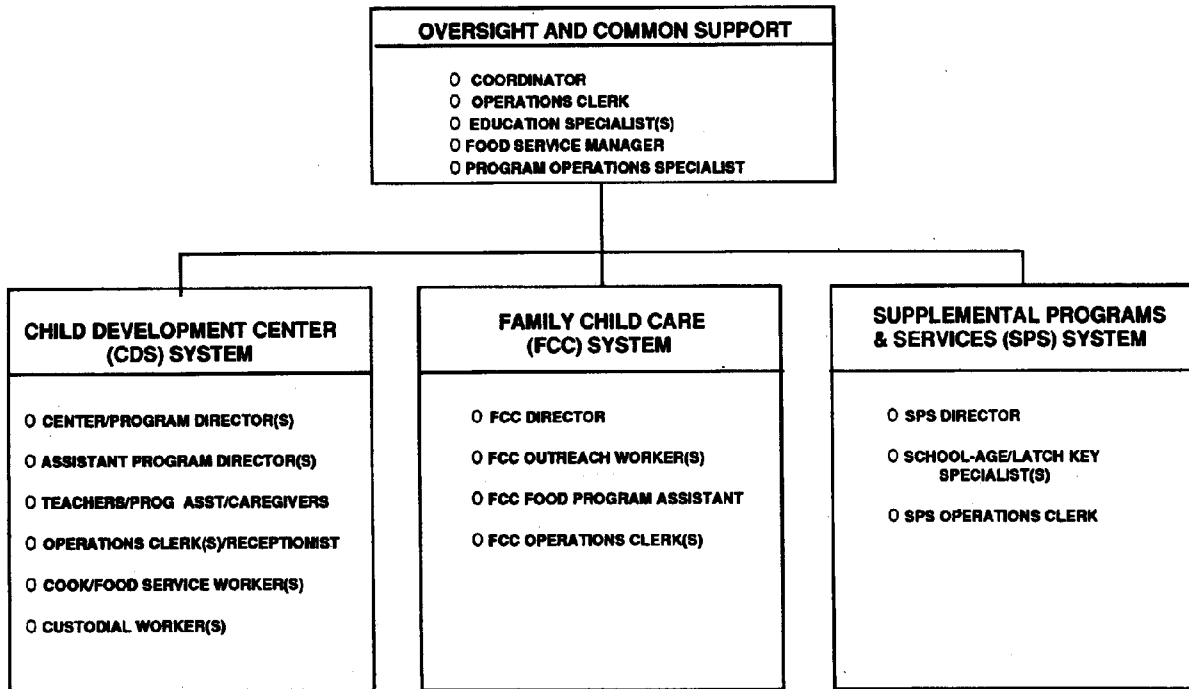 OVERSIGHT AND COMMON SUPPORT
O COORDINATOR
O OPERATIONS CLERK
O EDUCATION SPECIALIST(S)
O FOOD SERVICE MANAGER
O PROGRAM OPERATIONS SPECIALIST
CHILD DEVELOPMENT CENTER
(CDS) SYSTEM
O CENTER/PROGRAM DIRECTOR(S)
O ASSISTANT PROGRAM DIRECTOR(S)
O TEACHERS/PROG ASST/CAREGIVERS
O OPERATIONS CLERK(S)/RECEPTIONIST
O COOK/FOOD SERVICE WORKER(S)
O CUSTODIAL WORKER(S)
FAMILY CHILD CARE
(FCC) SYSTEM
O FCC DIRECTOR
O FCC OUTREACH WORKER(S)
O FCC FOOD PROGRAM ASSISTANT
O FCC OPERATIONS CLERK(S)
SUPPLEMENTAL PROGRAMS
& SERVICES (SPS) SYSTEM
O SPS DIRECTOR
O SCHOOL-AGE/LATCH KEY
SPECIALIST(S)
O SPS OPERATIONS CLERK